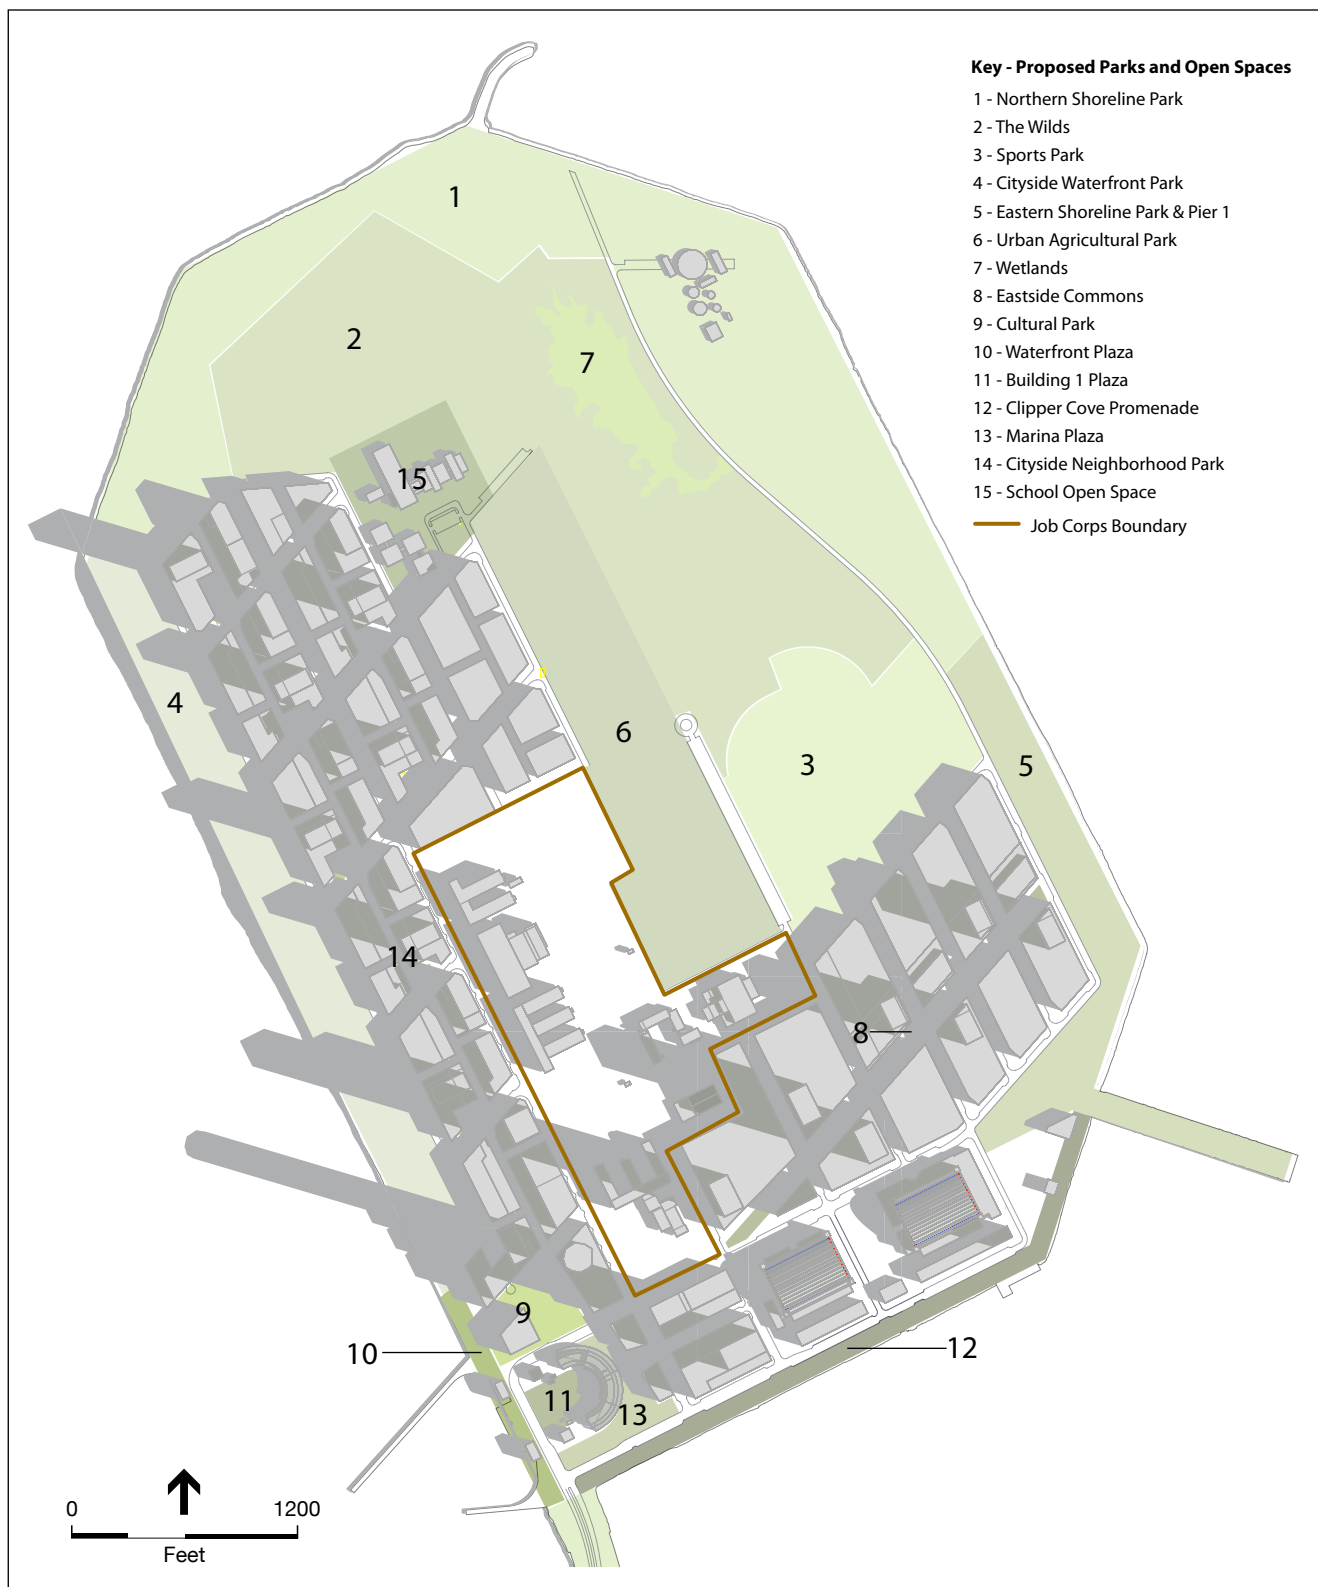 Key - Proposed Parks and Open Spaces
1 - Northern Shoreline Park
2 - The Wilds
3 - Sports Park
4 - Cityside Waterfront Park
5 - Eastern Shoreline Park & Pier 1
6 - Urban Agricultural Park
7 - Wetlands
8 - Eastside Commons
9 - Cultural Park
10 - Waterfront Plaza
11 - Building 1 Plaza
12 - Clipper Cove Promenade
13 - Marina Plaza
14 - Cityside Neighborhood Park
15 - School Open Space
Job Corps Boundary
1
2
7
15
4
6
3
5
14
8
9
10
12
11
13
0 1200
Feet